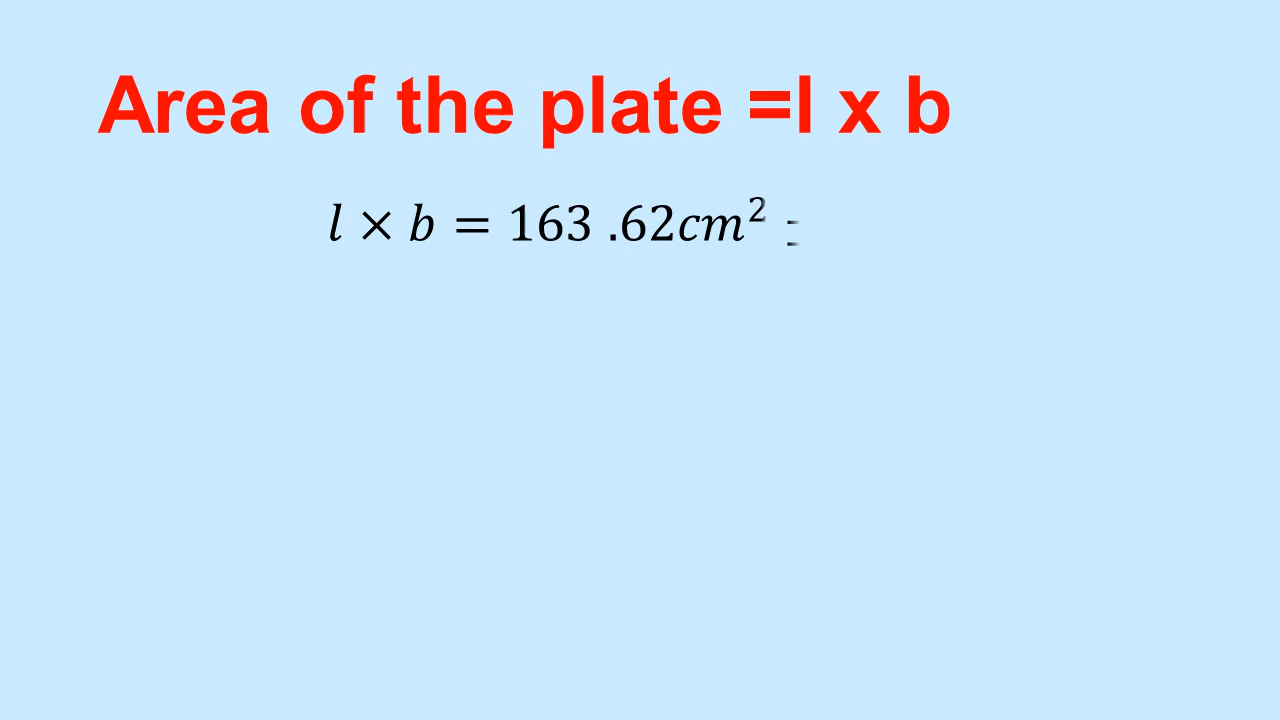 Area of the plate =l x b
l × b = 163 .62cm²